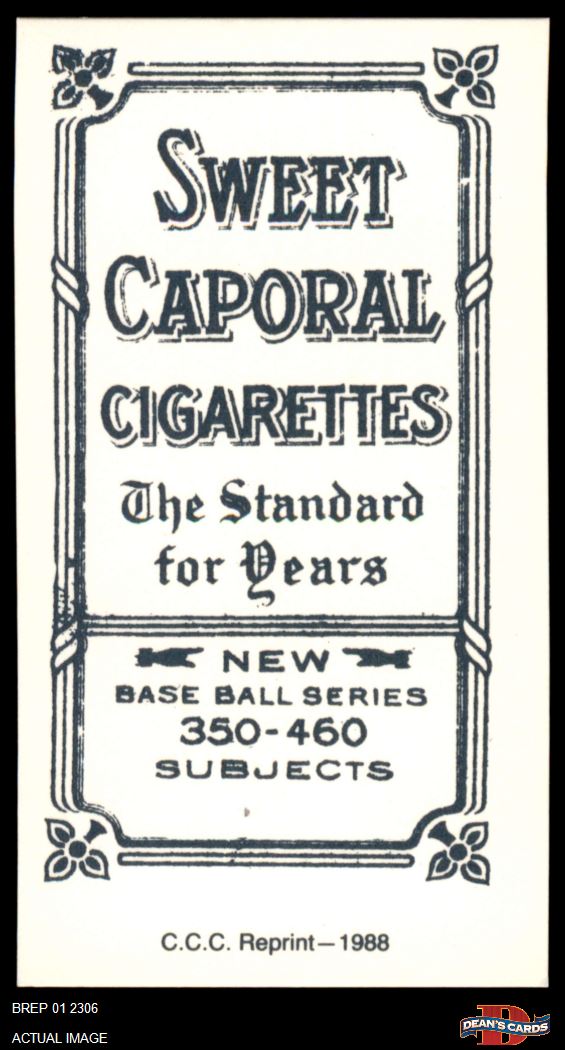 SWEET
CAPORAL
CIGARETTES
The Standard
for Years
NEW
BASE BALL SERIES
350-460
SUBJECTS
C.C.C. Reprint—1988
BREP 01 2306
ACTUAL IMAGE
D
DEAN'S CARDS